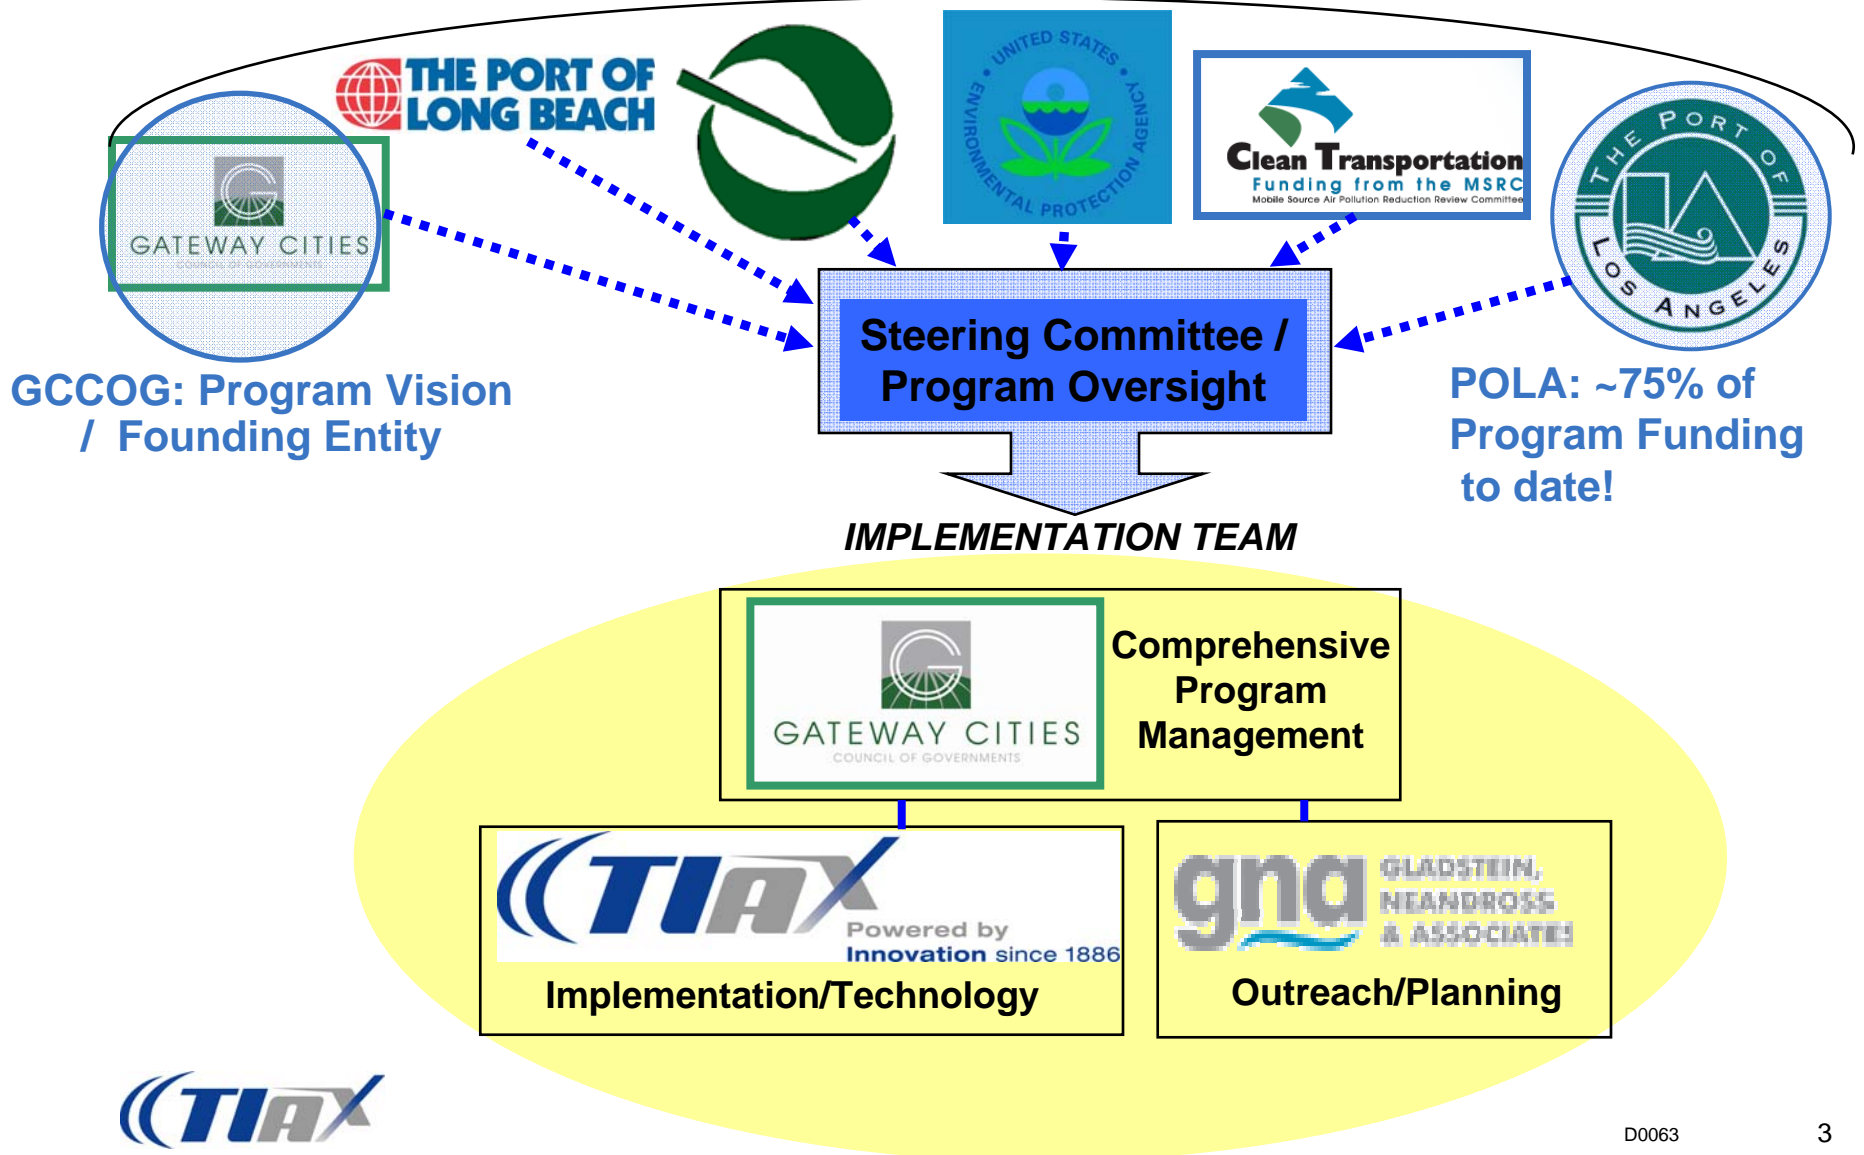 THE PORT OF
LONG BEACH
UNITED STATES
ENVIRONMENTAL PROTECTION AGENCY
Clean Transportation
Funding from the MSRC
Mobile Source Air Pollution Reduction Review Committee
THE PORT OF
LOS ANGELES
GATEWAY CITIES
COUNCIL OF GOVERNMENTS
Steering Committee /
Program Oversight
GCCOG: Program Vision
/ Founding Entity
POLA: ~75% of
Program Funding
to date!
IMPLEMENTATION TEAM
GATEWAY CITIES
COUNCIL OF GOVERNMENTS
Comprehensive
Program
Management
TIAX
Powered by
Innovation since 1886
Implementation/Technology
gna
GLADSTEIN,
NEANDROSS
& ASSOCIATES
Outreach/Planning
TIAX
D0063
3